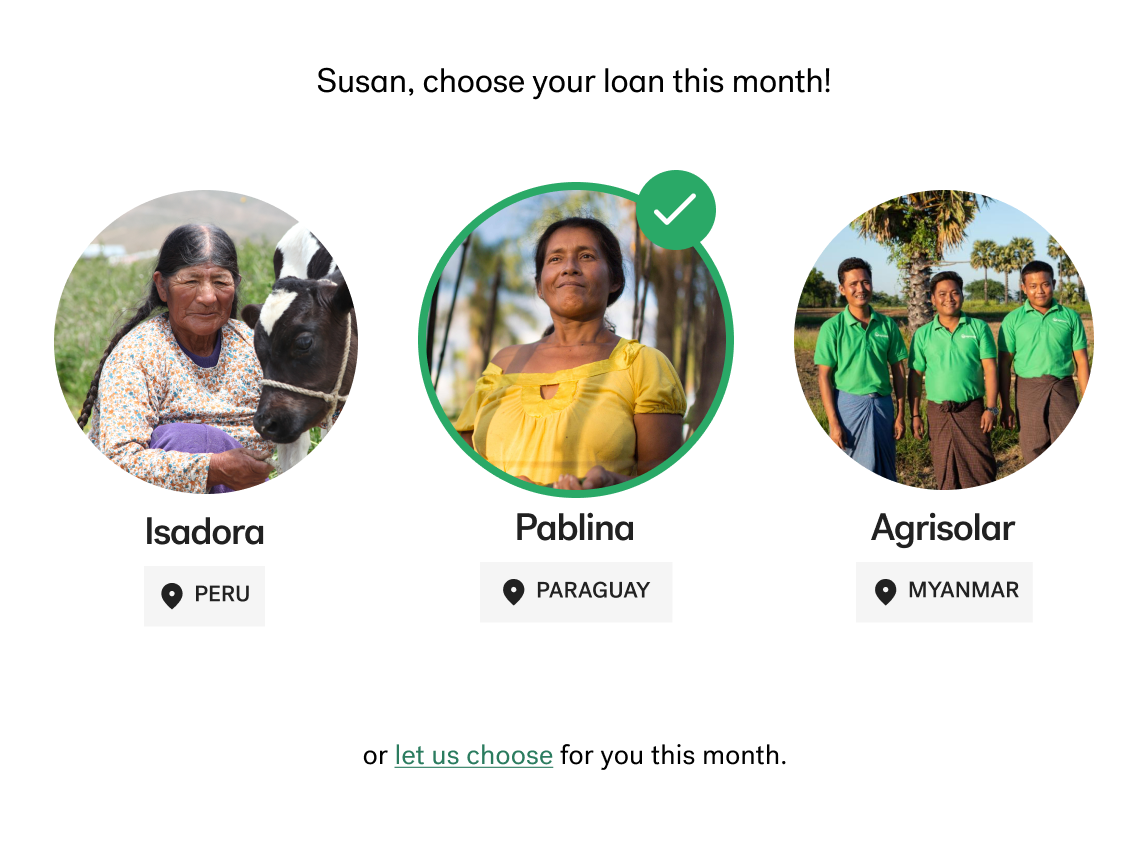 Susan, choose your loan this month!
Isadora
Pablina
Agrisolar
PERU
PARAGUAY
MYANMAR
or let us choose for you this month.